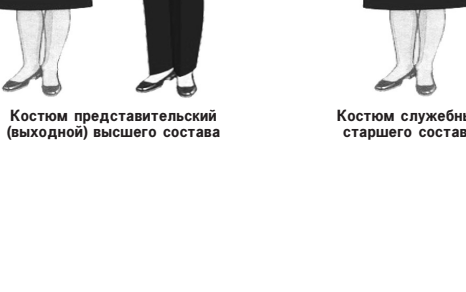 Костюм представительский
(выходной) высшего состава
Костюм
старшего